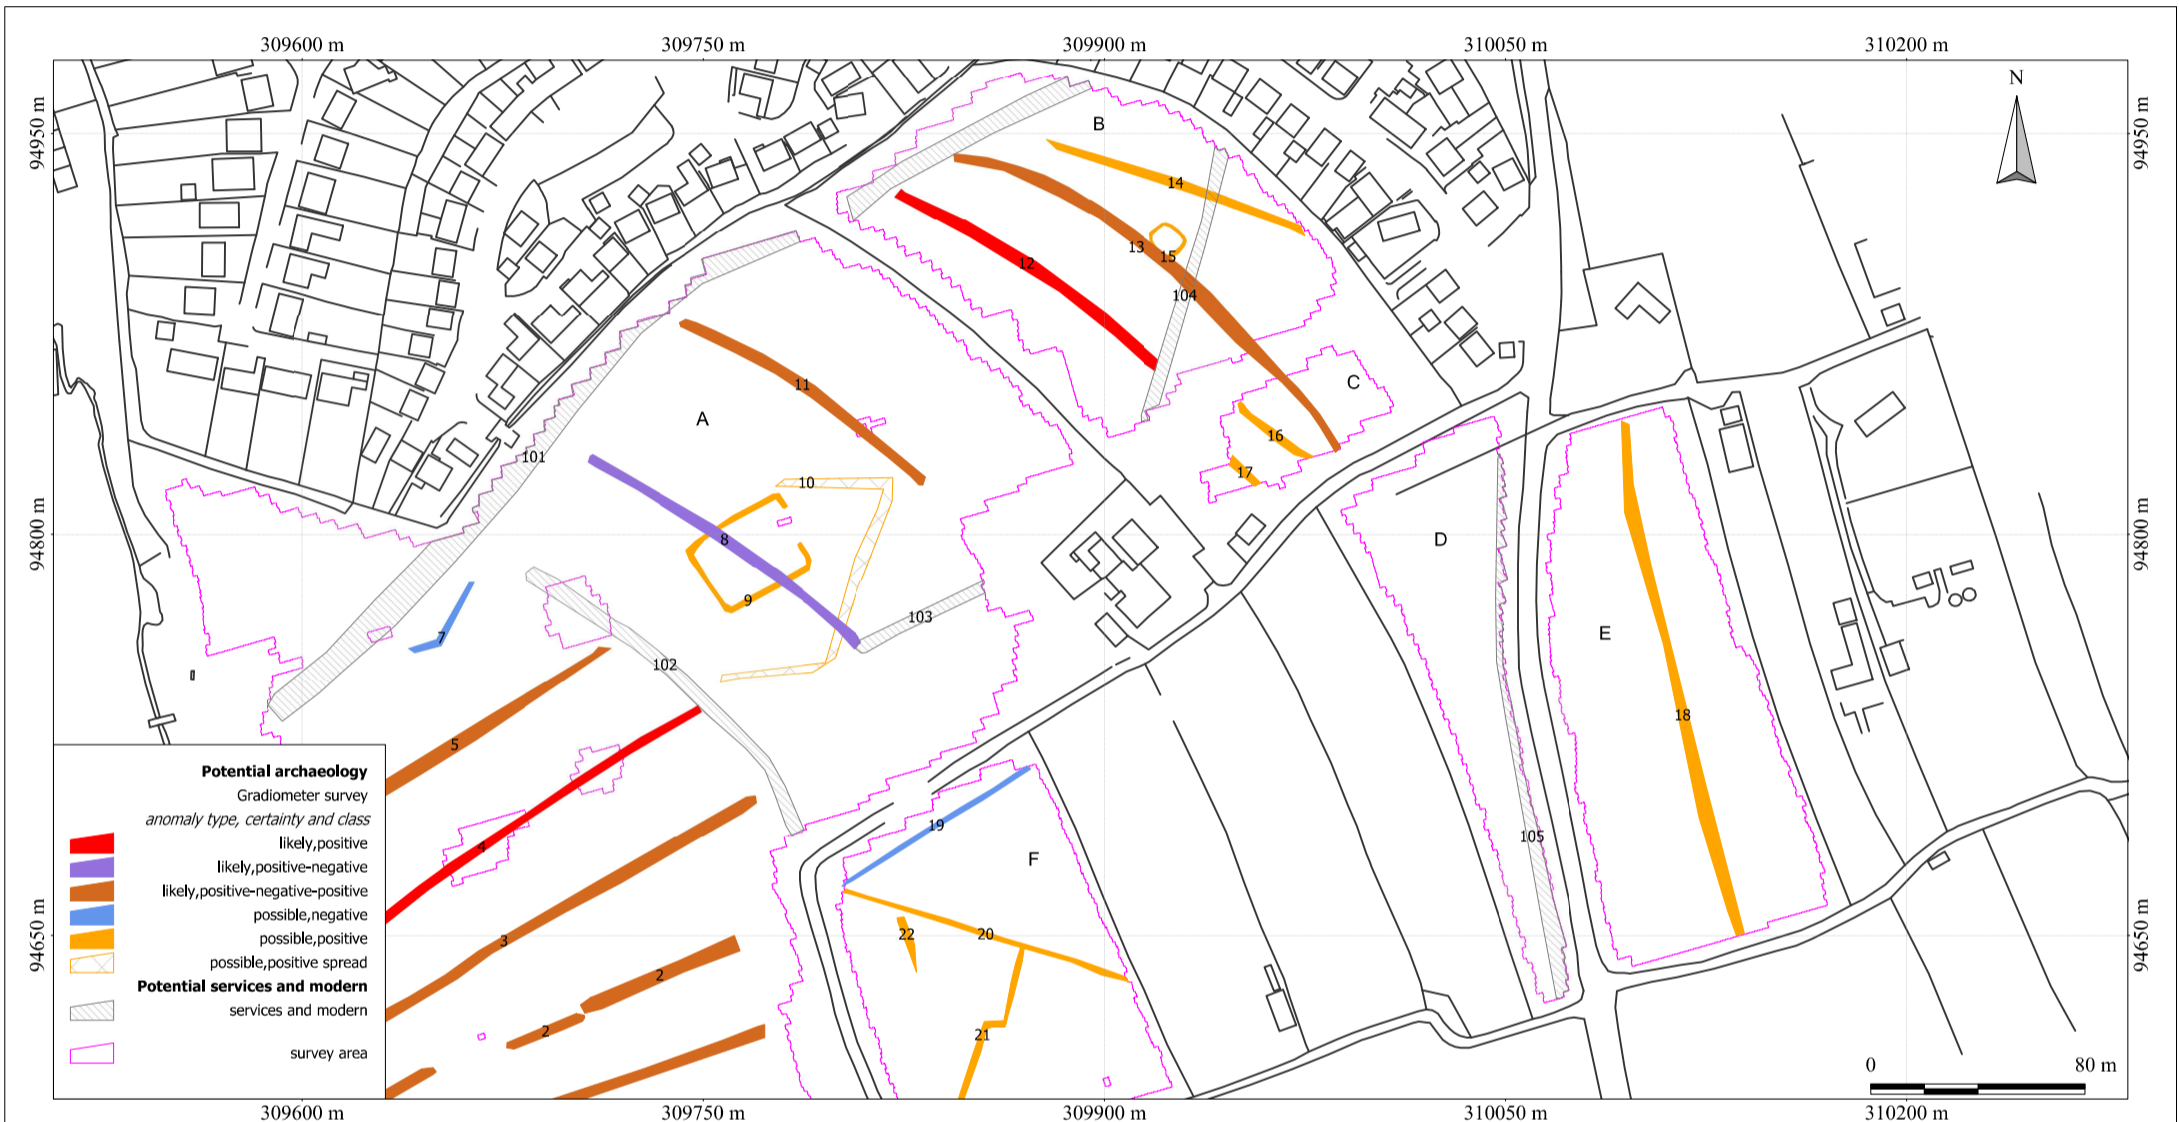 309600 m 309750 m 309900 m 310050 m 310200 m
94950 m
94950 m
N
B
14
13
15
12
104
11
C
A
16
101
17
10
8
D
9
103
7
E
102
5
18
19
105
4
F
3
22
20
2
2
21
94800 m
94800 m
94650 m
94650 m
Potential archaeology
Gradiometer survey
anomaly type, certainty and class
likely,positive
likely,positive-negative
likely,positive-negative-positive
possible,negative
possible,positive
possible,positive spread
Potential services and modern
services and modern
survey area
0 80 m
309600 m 309750 m 309900 m 310050 m 310200 m